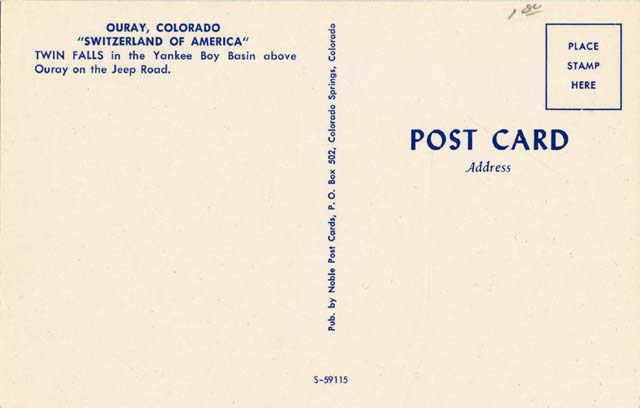 OURAY, COLORADO
"SWITZERLAND OF AMERICA"
TWIN FALLS in the Yankee Boy Basin above
Ouray on the Jeep Road.
Pub. by Noble Post Cards, P. O. Box 502, Colorado Springs, Colorado
PLACE
STAMP
HERE
POST CARD
Address
S-59115